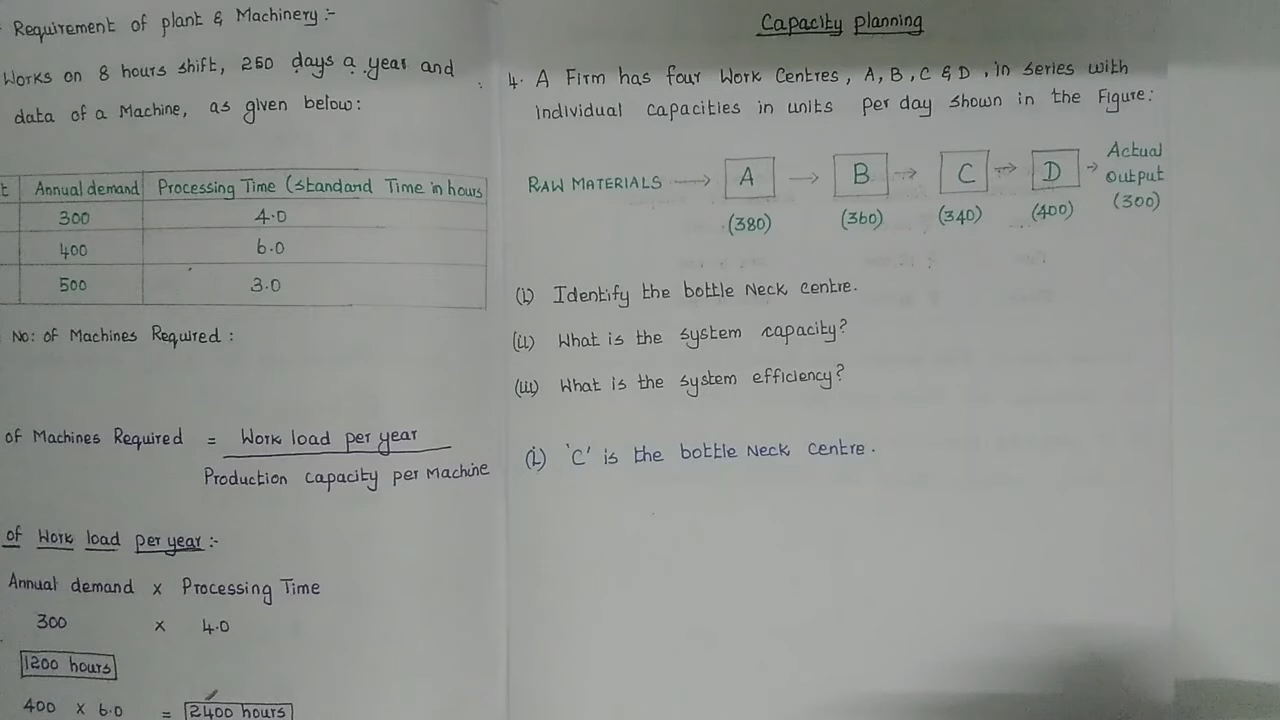 Requirement of plant & Machinery :-
Works on 8 hours shift, 250 days a year and
data of a Machine, as given below :
t Annual demand Processing Time (Standard Time in hours
300 4.0
400 6.0
500 3.0
No: of Machines Required :
of Machines Required = Work load per year
Production capacity per Machine
of Work load per year :-
Annual demand x Processing Time
300 x 4.0
1200 hours
400 x 6.0 = 2400 hours
Capacity planning
4. A Firm has four Work Centres, A, B, C & D, in series with
individual capacities in units per day shown in the Figure:
RAW MATERIALS → A → B → C → D → Actual output
(380) (360) (340) (400) (300)
(i) Identify the bottle Neck centre.
(ii) What is the system capacity?
(iii) What is the system efficiency?
(i) 'C' is the bottle Neck centre.